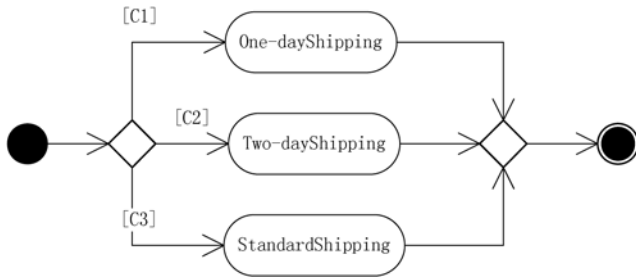 [C1]
One-dayShipping
[C2]
Two-dayShipping
[C3]
StandardShipping